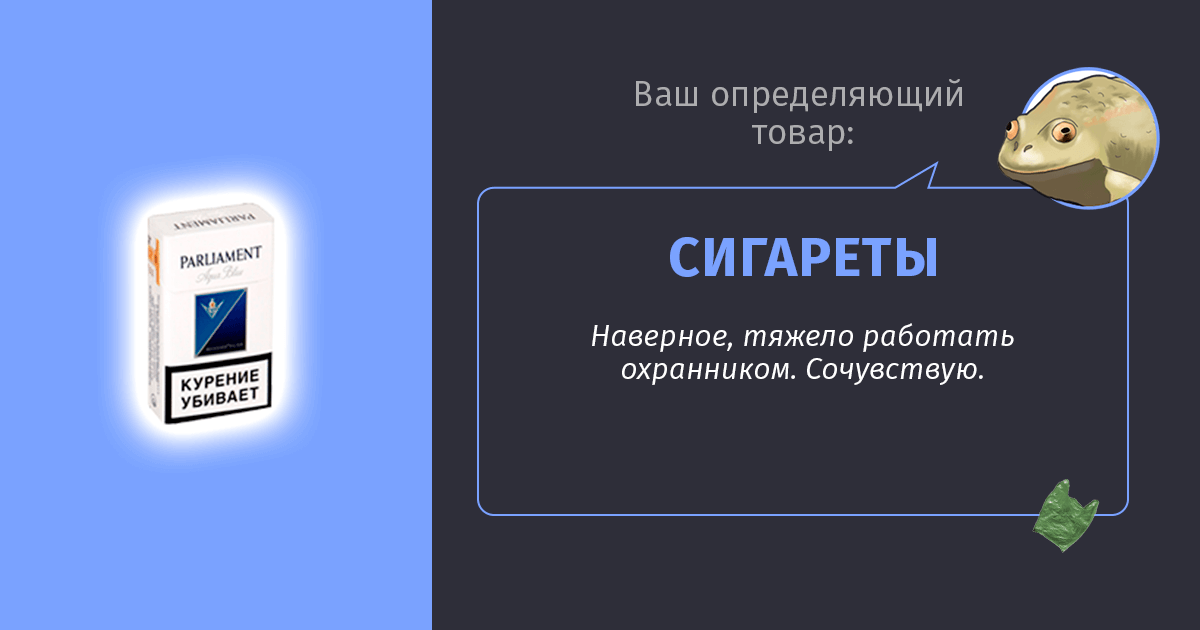 Ваш определяющий
товар:
СИГАРЕТЫ
Наверное, тяжело работать
охранником. Сочувствую.
PARLIAMENT
PARLIAMENT
Aqua Blue
КУРЕНИЕ
УБИВАЕТ